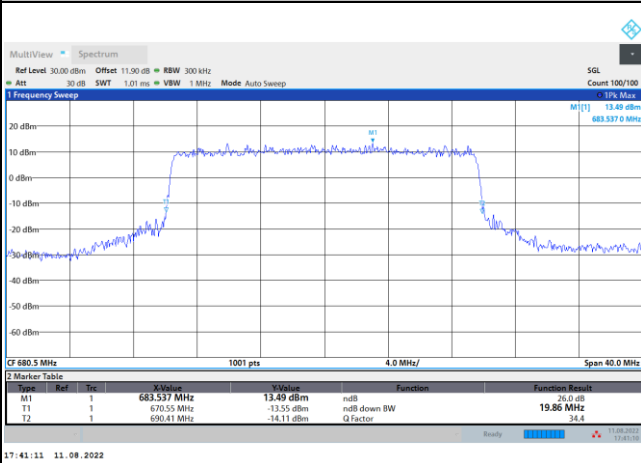 MultiView Spectrum
Ref Level 30.00 dBm Offset 11.90 dB RBW 300 kHz SGL
Att 30 dB SWT 1.01 ms VBW 1 MHz Mode Auto Sweep Count 100/100
1 Frequency Sweep 1Pk Max
M1[1] 13.49 dBm
683.537 0 MHz
M1
20 dBm
10 dBm
0 dBm
-10 dBm
-20 dBm
-30 dBm
-40 dBm
-50 dBm
-60 dBm
CF 680.5 MHz 1001 pts 4.0 MHz/ Span 40.0 MHz
2 Marker Table
Type Ref Trc X-Value Y-Value Function Function Result
M1 1 683.537 MHz 13.49 dBm ndB 26.0 dB
T1 1 670.55 MHz -13.55 dBm ndB down BW 19.86 MHz
T2 1 690.41 MHz -14.11 dBm Q Factor 34.4
Ready 11.08.2022
17:41:10
17:41:11 11.08.2022